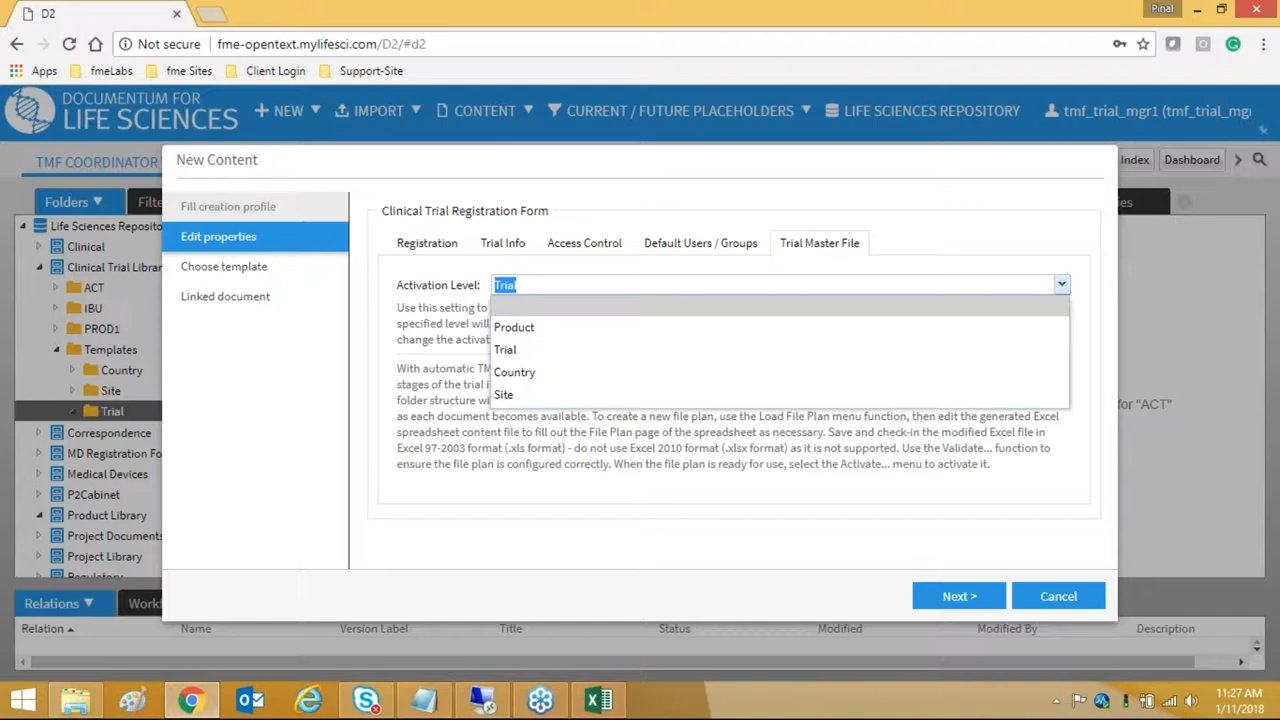 D2
Pinal
Not secure
fme-opentext.mylifesci.com/D2/#d2
Apps
fmeLabs
fme Sites
Client Login
Support-Site
DOCUMENTUM FOR
LIFE SCIENCES
NEW
IMPORT
CONTENT
CURRENT / FUTURE PLACEHOLDERS
LIFE SCIENCES REPOSITORY
tmf_trial_mgr1 (tmf_trial_mgr
TMF COORDINATOR
Index
Dashboard
New Content
Folders
Filte
es
Life Sciences Reposito
Clinical
Clinical Trial Librar
ACT
IBU
PROD1
Templates
Country
Site
Trial
Correspondence
MD Registration Fo
Medical Devices
P2Cabinet
Product Library
Project Documents
Project Library
Regulatory
Fill creation profile
Edit properties
Choose template
Linked document
Clinical Trial Registration Form
Registration
Trial Info
Access Control
Default Users / Groups
Trial Master File
Activation Level:
Trial
Product
Trial
Country
Site
Use this setting to
specified level will
change the activat
With automatic TM
stages of the trial i
folder structure wi
as each document becomes available. To create a new file plan, use the Load File Plan menu function, then edit the generated Excel
spreadsheet content file to fill out the File Plan page of the spreadsheet as necessary. Save and check-in the modified Excel file in
Excel 97-2003 format (.xls format) - do not use Excel 2010 format (.xlsx format) as it is not supported. Use the Validate... function to
ensure the file plan is configured correctly. When the file plan is ready for use, select the Activate... menu to activate it.
for "ACT"
Next >
Cancel
Relations
Workf
Relation
Name
Version Label
Title
Status
Modified
Modified By
Description
11:27 AM
1/11/2018